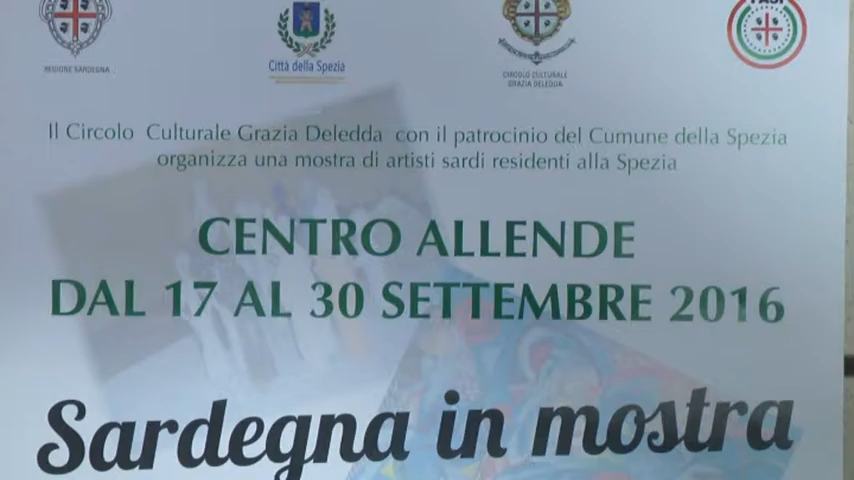 FASI
REGIONE SARDEGNA
Città della Spezia
CIRCOLO CULTURALE
GRAZIA DELEDDA
Il Circolo Culturale Grazia Deledda con il patrocinio del Cumune della Spezia
organizza una mostra di artisti sardi residenti alla Spezia
CENTRO ALLENDE
DAL 17 AL 30 SETTEMBRE 2016
Sardegna in mostra